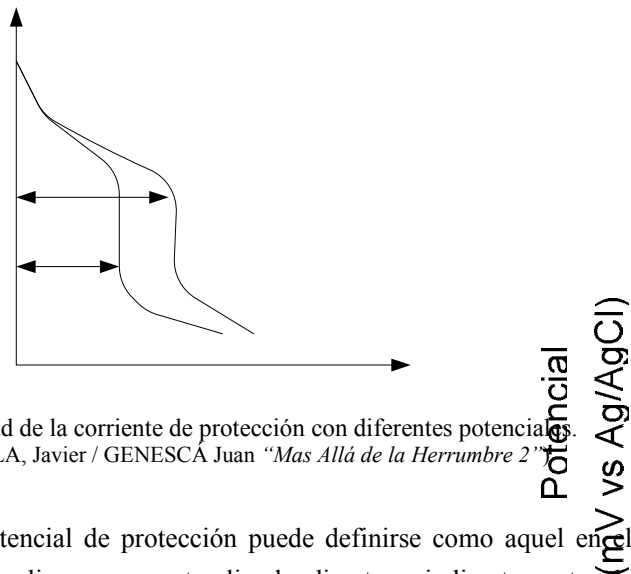 d de la corriente de protección con diferentes potenciales.
LA, Javier / GENESCÁ Juan “Mas Allá de la Herrumbre 2”)
Potencial
(mV vs Ag/AgCl)
tencial de protección puede definirse como aquel en el